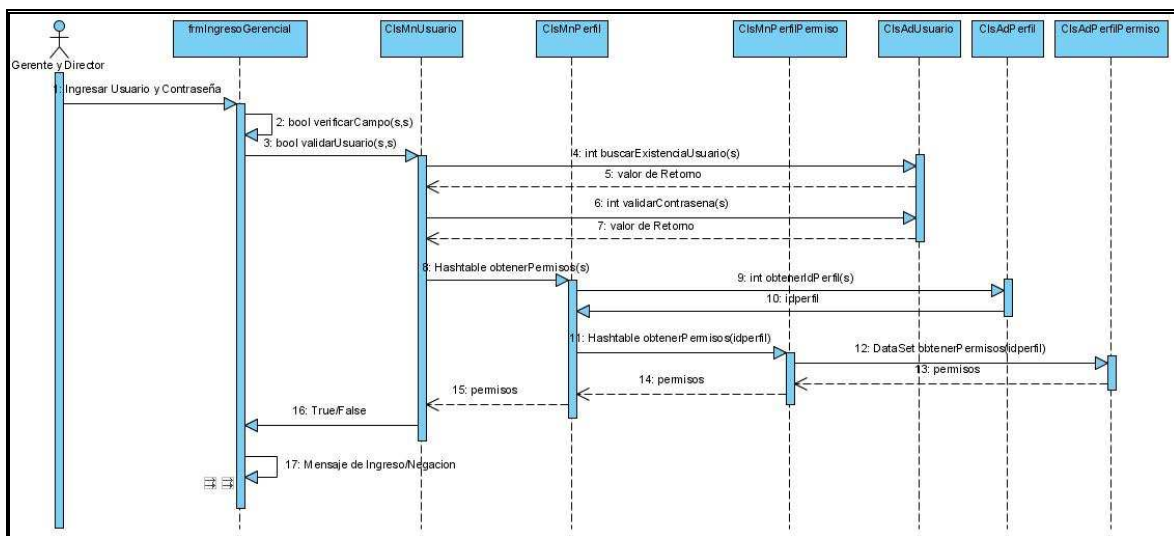 frmIngresoGerencial
ClsMnUsuario
ClsMnPerfil
ClsMnPerfilPermiso
ClsAdUsuario
ClsAdPerfil
ClsAdPerfilPermiso
Gerente y Director
1: Ingresar Usuario y Contraseña
2: bool verificarCampo(s,s)
3: bool validarUsuario(s,s)
4: int buscarExistenciaUsuario(s)
5: valor de Retorno
6: int validarContrasena(s)
7: valor de Retorno
8: Hashtable obtenerPermisos(s)
9: int obtenerIdPerfil(s)
10: idperfil
11: Hashtable obtenerPermisos(idperfil)
12: DataSet obtenerPermisos(idperfil)
13: permisos
14: permisos
15: permisos
16: True/False
17: Mensaje de Ingreso/Negacion